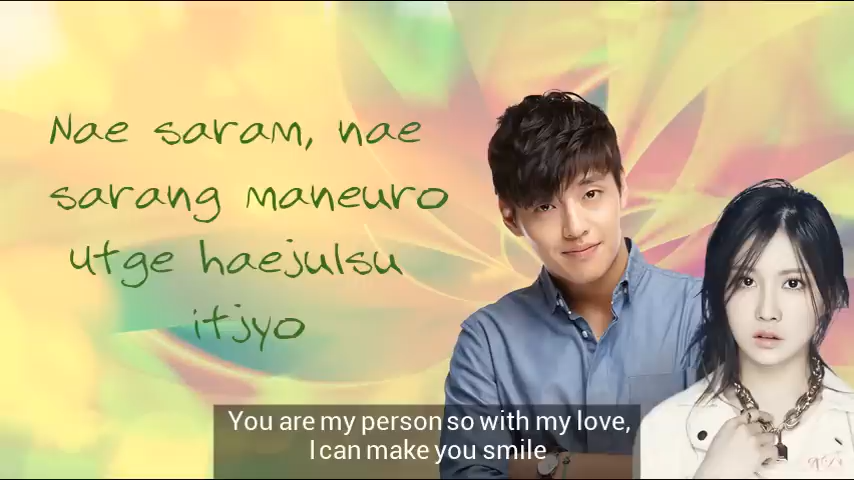 Nae saram, nae
sarang maneuro
utge haejulsu
itjyo
You are my person so with my love,
I can make you smile